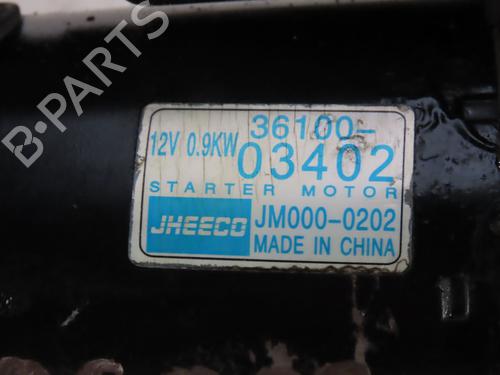 B-Parts
12V 0.9KW 36100-
03402
STARTER MOTOR
JHEECO JM000-0202
MADE IN CHINA